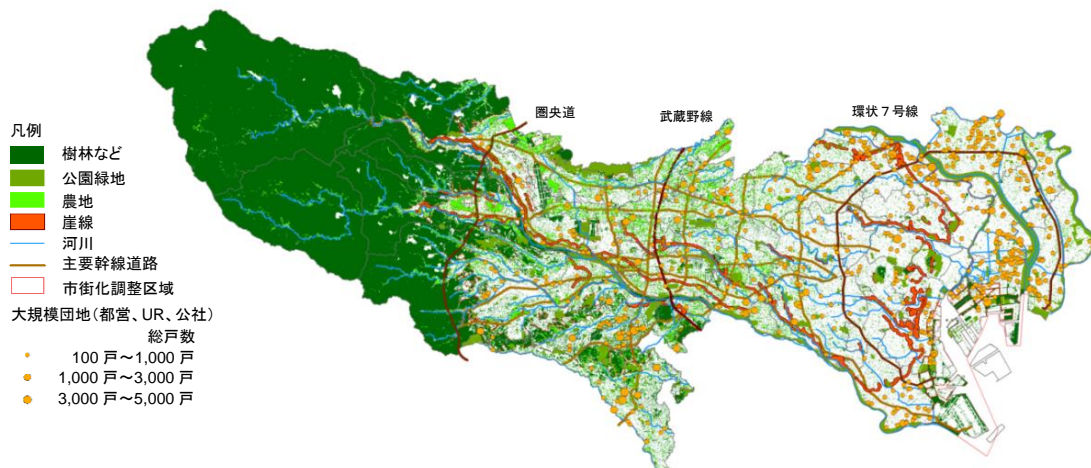 圏央道
武蔵野線
環状7号線
凡例
樹林など
公園緑地
農地
崖線
河川
主要幹線道路
市街化調整区域
大規模団地(都営、UR、公社)
総戸数
100 戸～1,000 戸
1,000 戸～3,000 戸
3,000 戸～5,000 戸